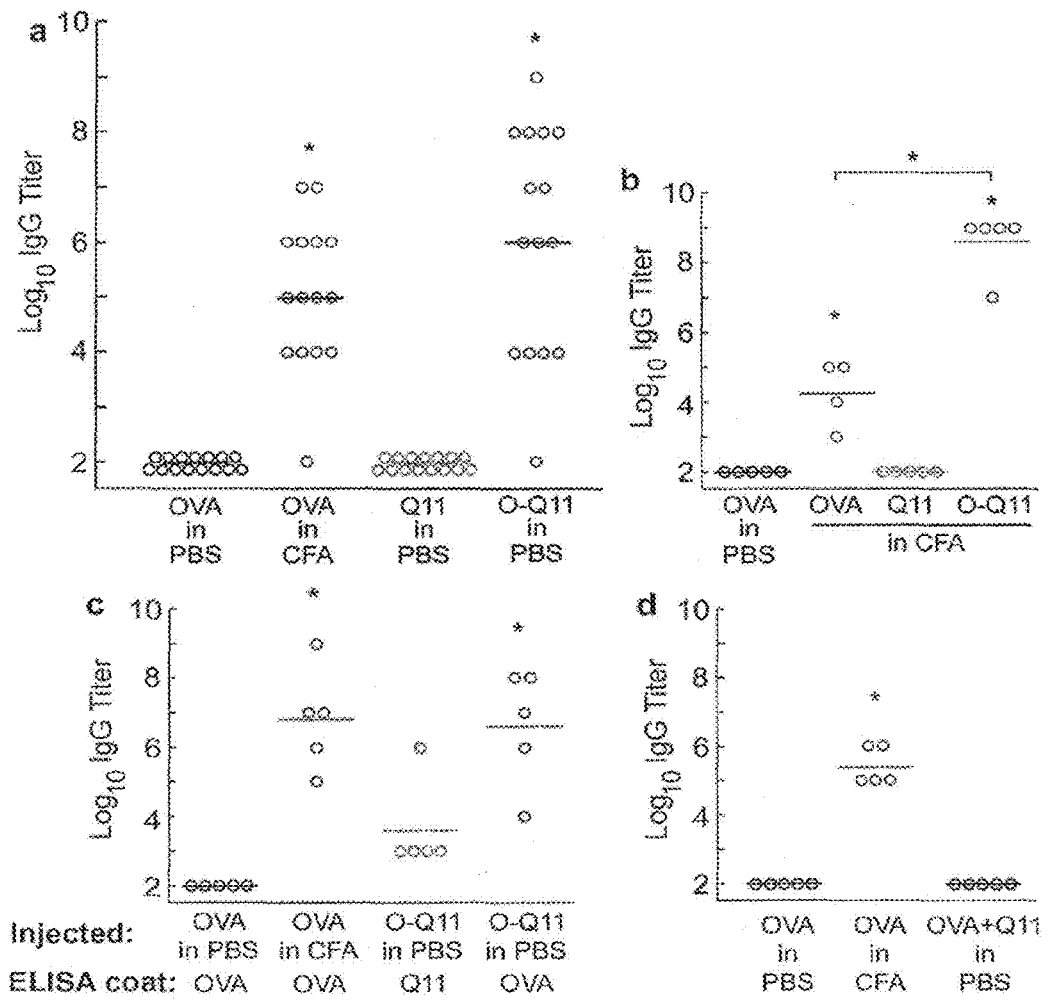 a
Log10 IgG Titer
10
8
6
4
2
*
*
OVA in PBS
OVA in CFA
Q11 in PBS
O-Q11 in PBS
b
Log10 IgG Titer
10
8
6
4
2
*
*
*
OVA in PBS
OVA
Q11
O-Q11
in CFA
c
Log10 IgG Titer
10
8
6
4
2
*
*
Injected:
OVA in PBS
OVA in CFA
O-Q11 in PBS
O-Q11 in PBS
ELISA coat:
OVA
OVA
Q11
OVA
d
Log10 IgG Titer
10
8
6
4
2
*
OVA in PBS
OVA in CFA
OVA+Q11 in PBS